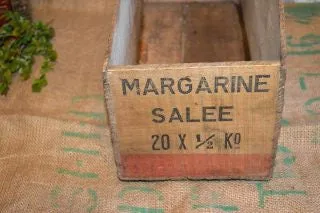 MARGARINE
SALEE
20 X ½ KO